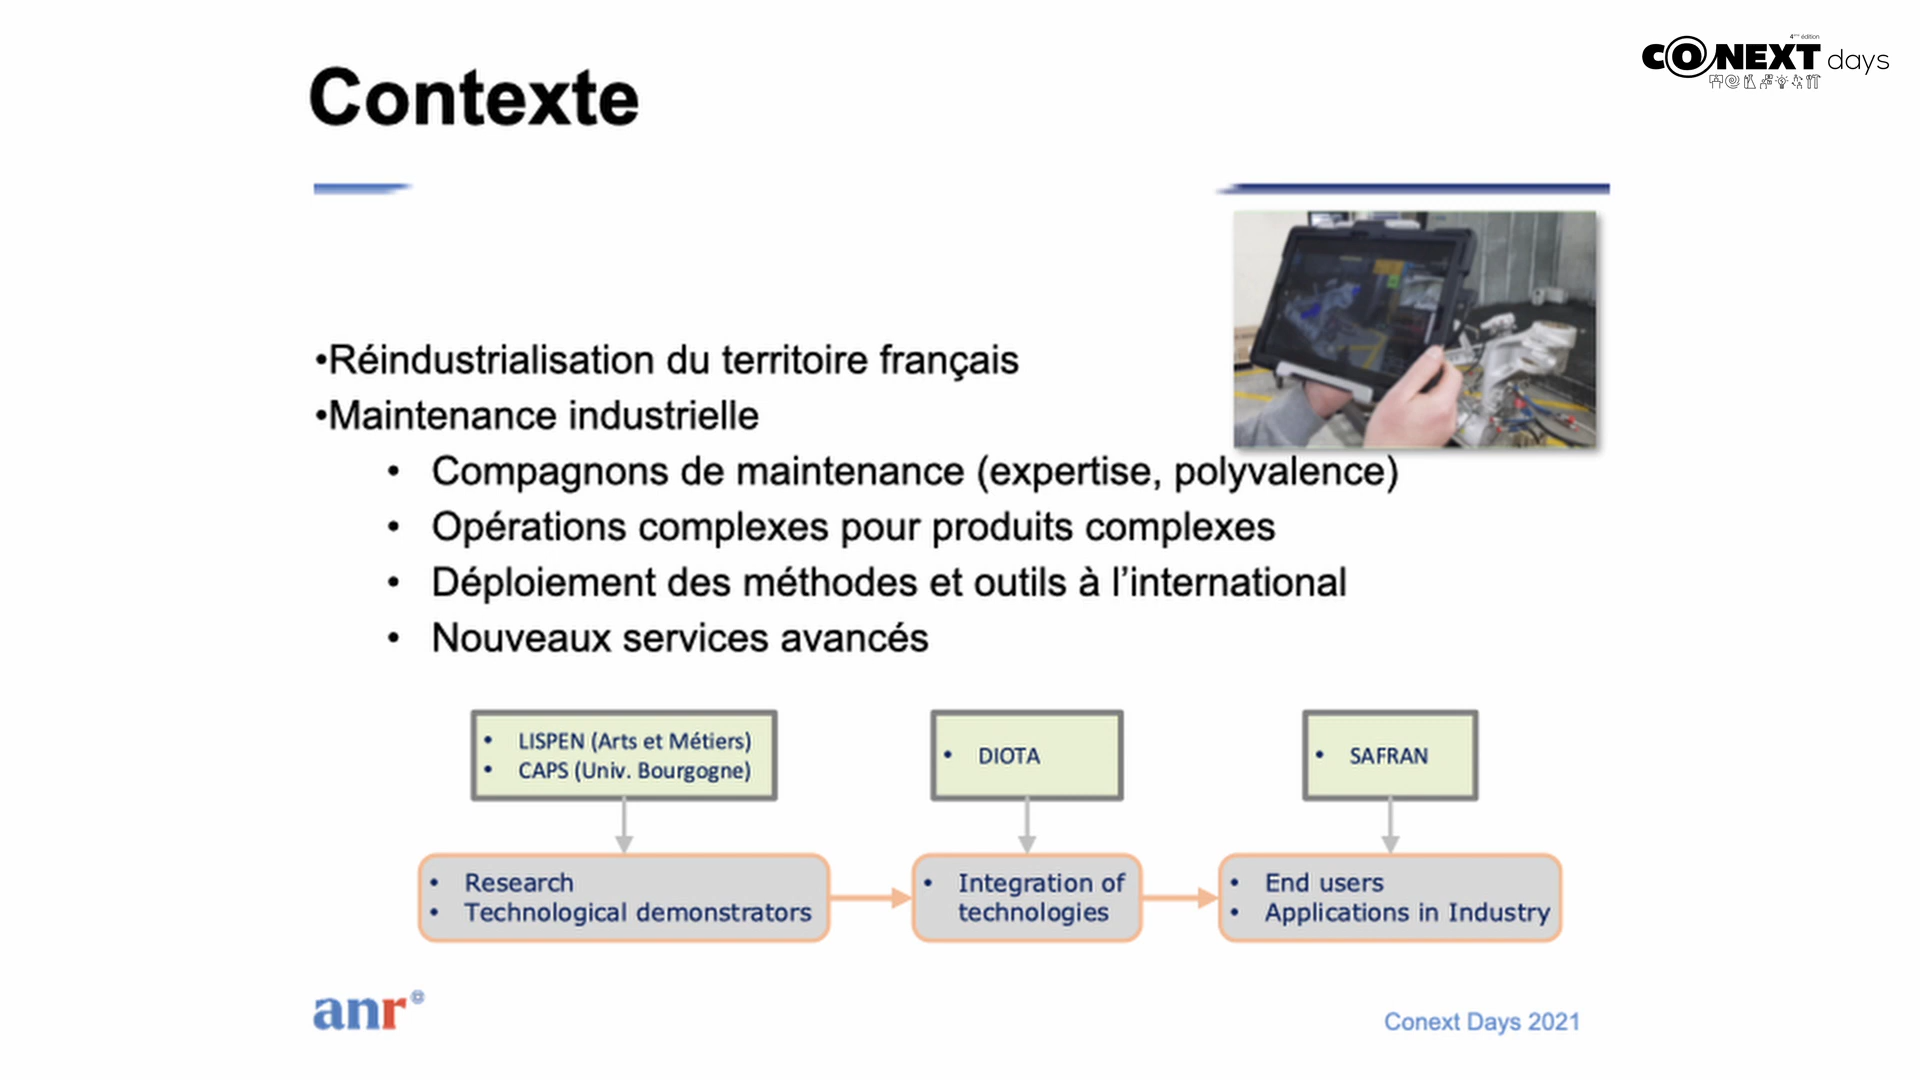 4ème édition
CONEXT days
Contexte
•Réindustrialisation du territoire français
•Maintenance industrielle
• Compagnons de maintenance (expertise, polyvalence)
• Opérations complexes pour produits complexes
• Déploiement des méthodes et outils à l’international
• Nouveaux services avancés
• LISPEN (Arts et Métiers)
• CAPS (Univ. Bourgogne)
• DIOTA
• SAFRAN
• Research
• Technological demonstrators
• Integration of
technologies
• End users
• Applications in Industry
anr
Conext Days 2021